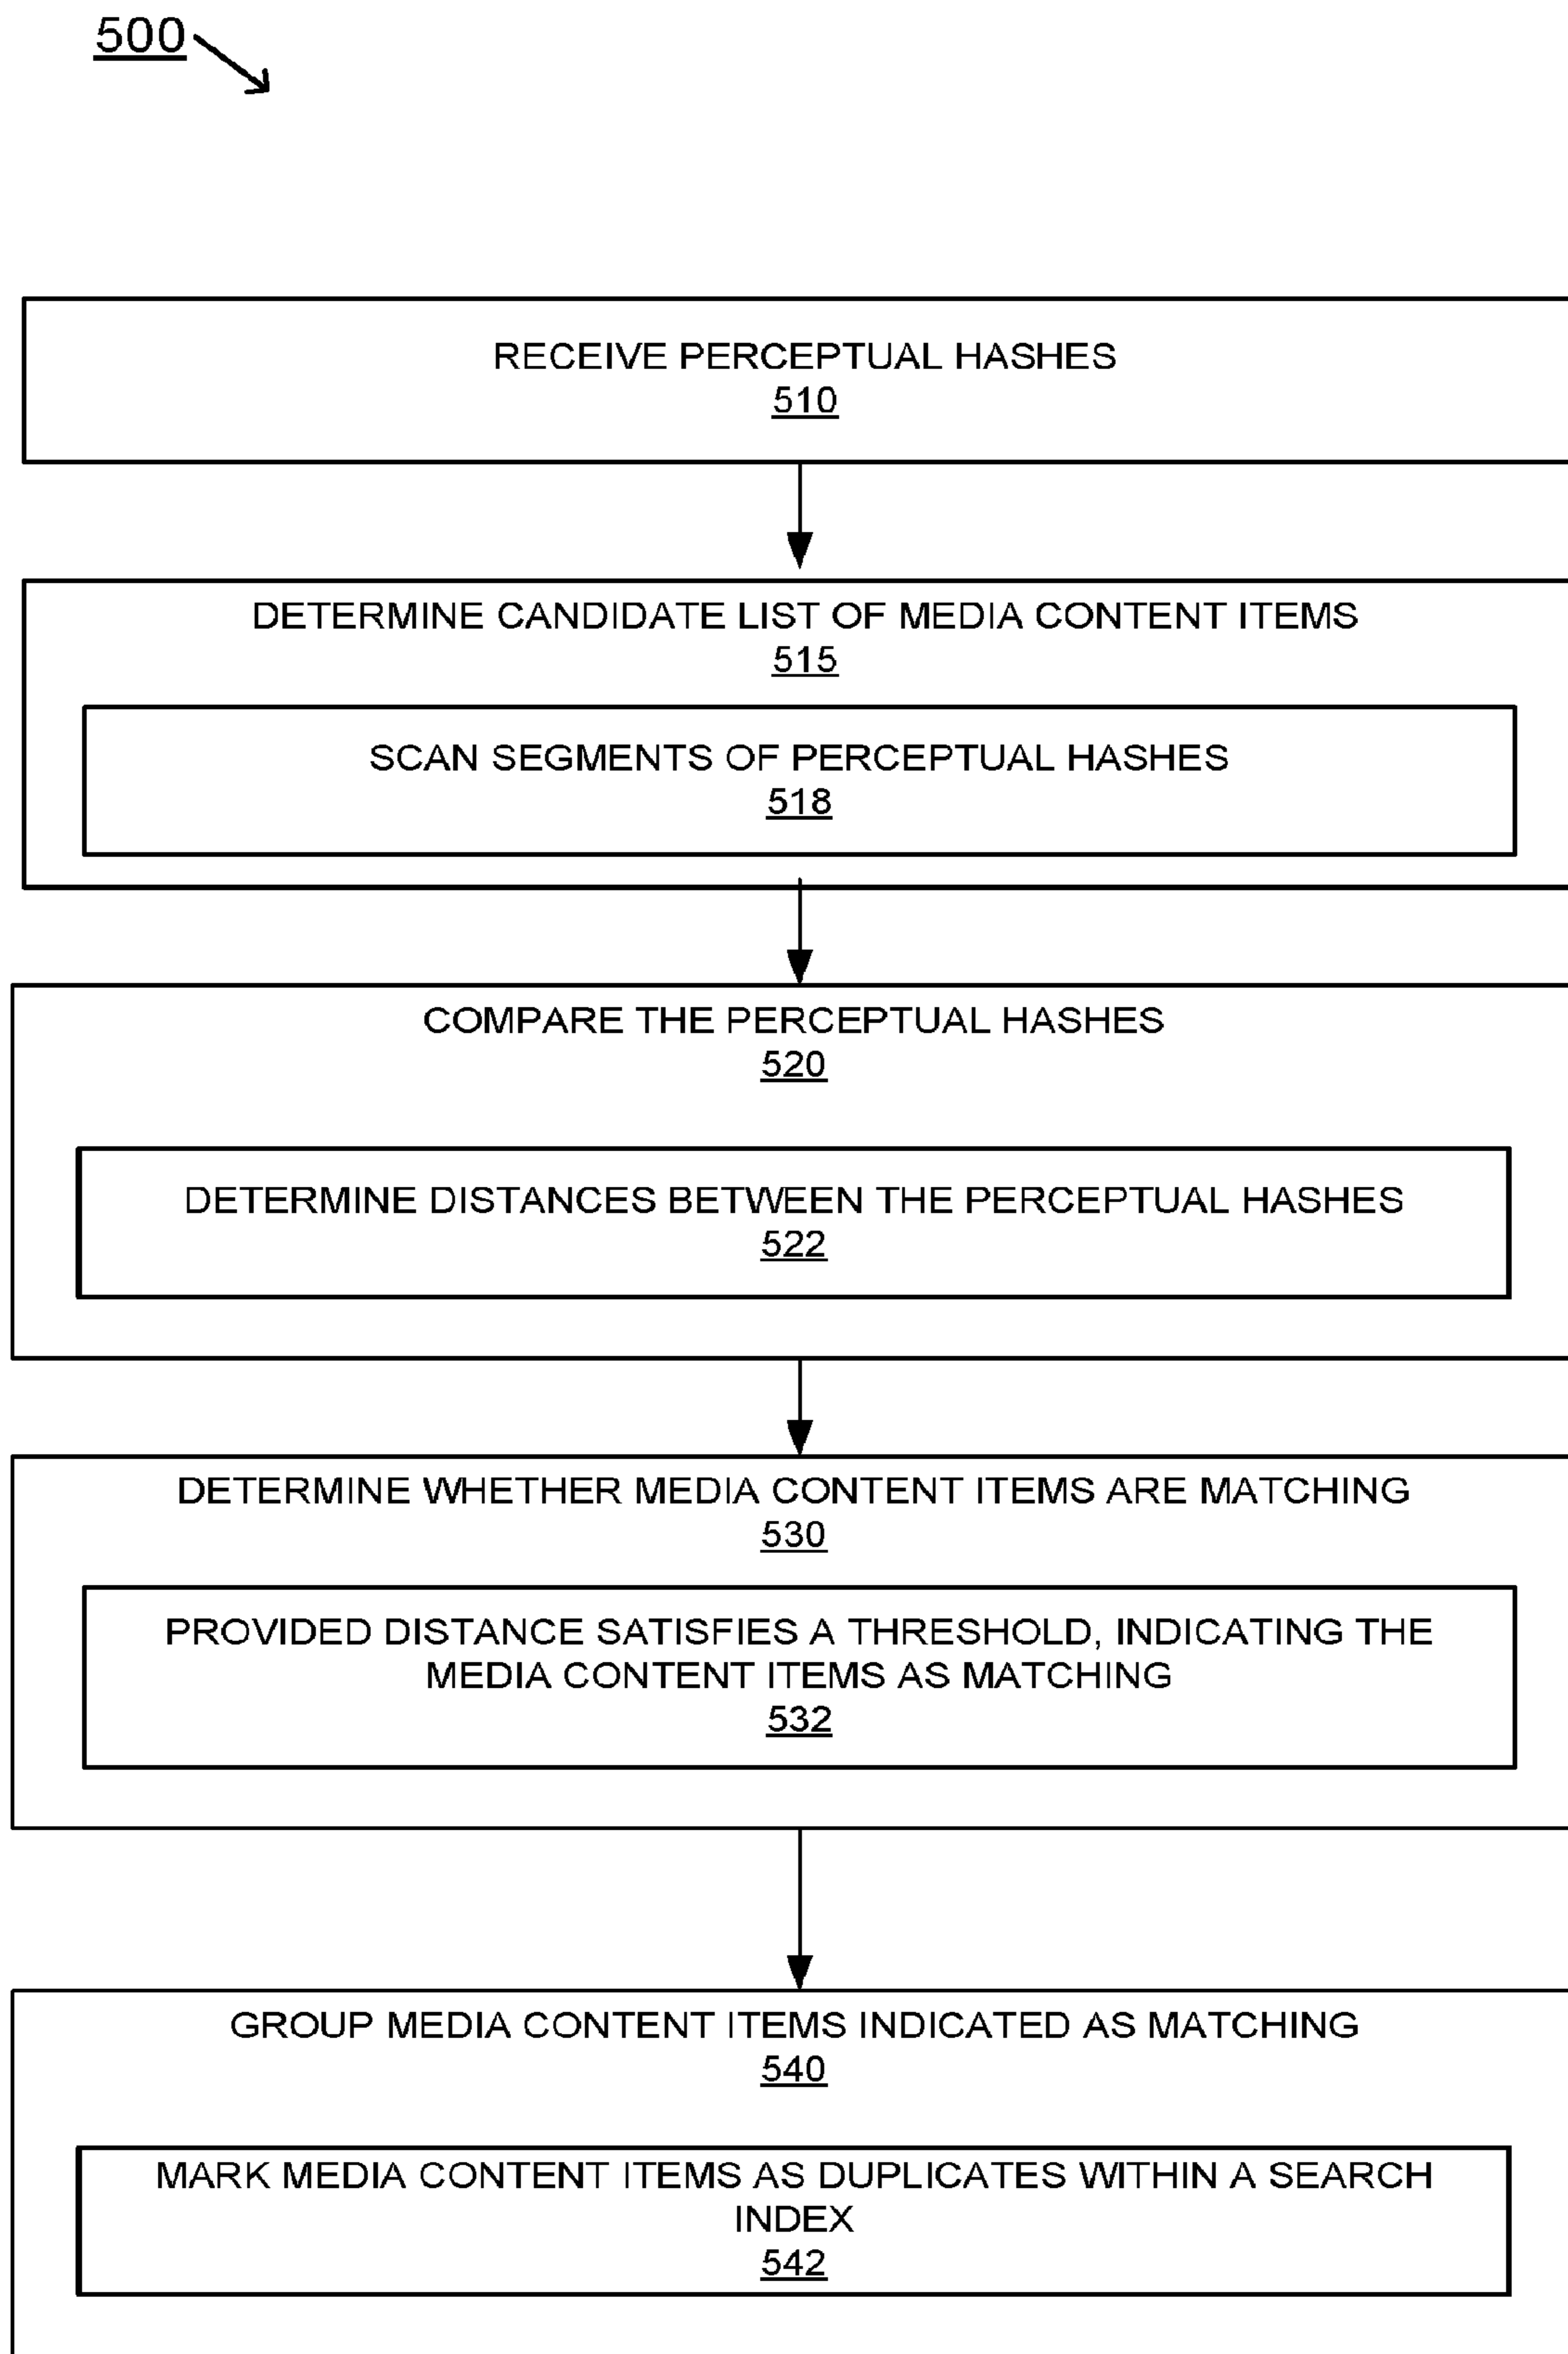 500
RECEIVE PERCEPTUAL HASHES
510
DETERMINE CANDIDATE LIST OF MEDIA CONTENT ITEMS
515
SCAN SEGMENTS OF PERCEPTUAL HASHES
518
COMPARE THE PERCEPTUAL HASHES
520
DETERMINE DISTANCES BETWEEN THE PERCEPTUAL HASHES
522
DETERMINE WHETHER MEDIA CONTENT ITEMS ARE MATCHING
530
PROVIDED DISTANCE SATISFIES A THRESHOLD, INDICATING THE
MEDIA CONTENT ITEMS AS MATCHING
532
GROUP MEDIA CONTENT ITEMS INDICATED AS MATCHING
540
MARK MEDIA CONTENT ITEMS AS DUPLICATES WITHIN A SEARCH
INDEX
542